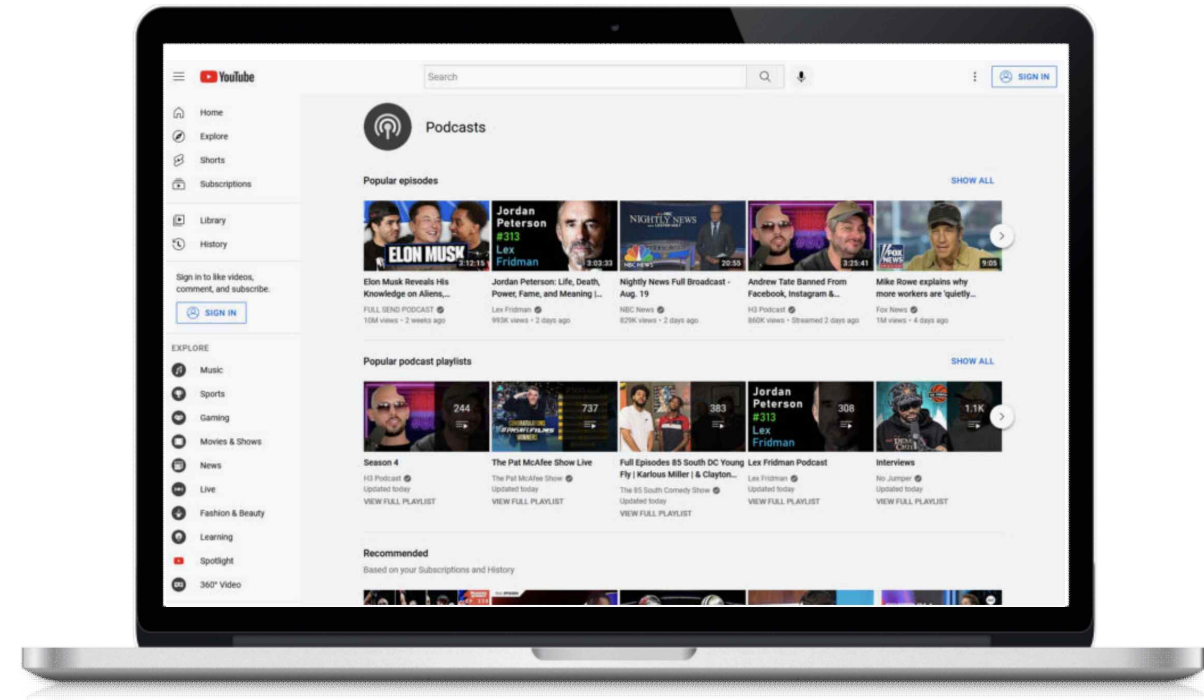 YouTube
Search
SIGN IN
Home
Explore
Shorts
Subscriptions
Library
History
Sign in to like videos,
comment, and subscribe.
SIGN IN
EXPLORE
Music
Sports
Gaming
Movies & Shows
News
Live
Fashion & Beauty
Learning
Spotlight
360° Video
Podcasts
Popular episodes
SHOW ALL
ELON MUSK
3:12:15
Elon Musk Reveals His
Knowledge on Aliens,...
FULL SEND PODCAST
10M views • 2 weeks ago
Jordan
Peterson
#313
Lex
Fridman
3:03:33
Jordan Peterson: Life, Death,
Power, Fame, and Meaning |...
Lex Fridman
993K views • 2 days ago
NIGHTLY NEWS
NBC NEWS
20:55
Nightly News Full Broadcast -
Aug. 19
NBC News
829K views • 2 days ago
3:25:41
Andrew Tate Banned From
Facebook, Instagram &...
H3 Podcast
860K views • Streamed 2 days ago
FOX
NEWS
9:05
Mike Rowe explains why
more workers are 'quietly...
Fox News
1M views • 4 days ago
Popular podcast playlists
SHOW ALL
244
Season 4
H3 Podcast
Updated today
VIEW FULL PLAYLIST
737
The Pat McAfee Show Live
The Pat McAfee Show
Updated today
VIEW FULL PLAYLIST
383
Full Episodes 85 South DC Young
Fly | Karlous Miller | & Clayton...
The 85 South Comedy Show
Updated today
VIEW FULL PLAYLIST
Jordan
Peterson
#313
Lex
Fridman
308
Lex Fridman Podcast
Lex Fridman
Updated today
VIEW FULL PLAYLIST
1.1K
Interviews
No Jumper
Updated today
VIEW FULL PLAYLIST
Recommended
Based on your Subscriptions and History